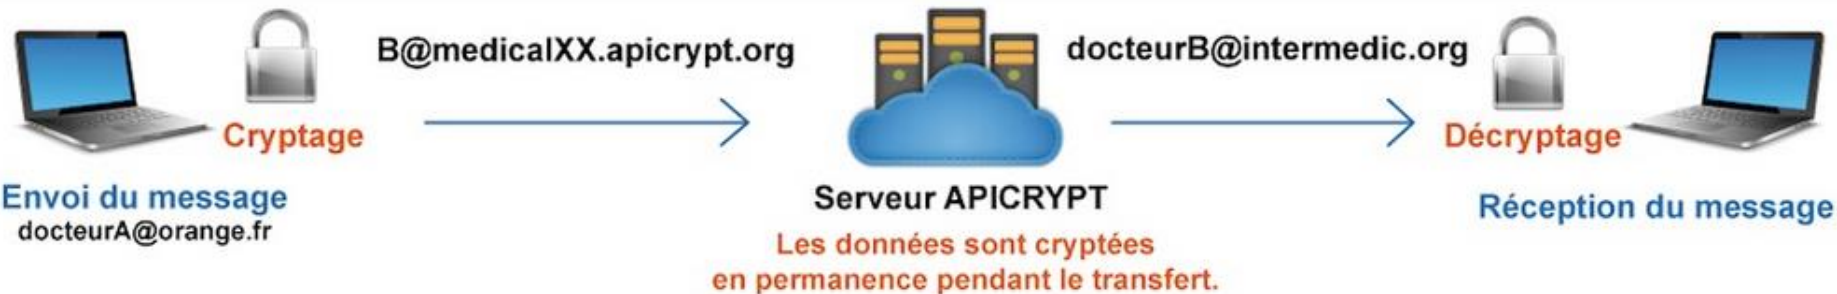 B@medicalXX.apicrypt.org
docteurB@intermedic.org
Cryptage
Décryptage
Envoi du message
docteurA@orange.fr
Serveur APICRYPT
Les données sont cryptées
en permanence pendant le transfert.
Réception du message